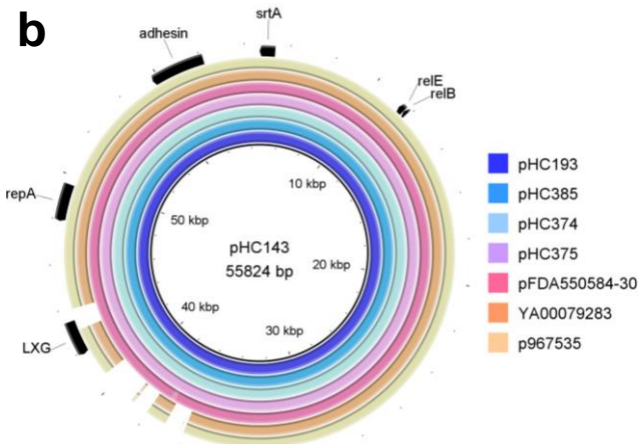 b
srtA
adhesin
relE
relB
repA
LXG
10 kbp
20 kbp
30 kbp
40 kbp
50 kbp
pHC143
55824 bp
pHC193
pHC385
pHC374
pHC375
pFDA550584-30
YA00079283
p967535